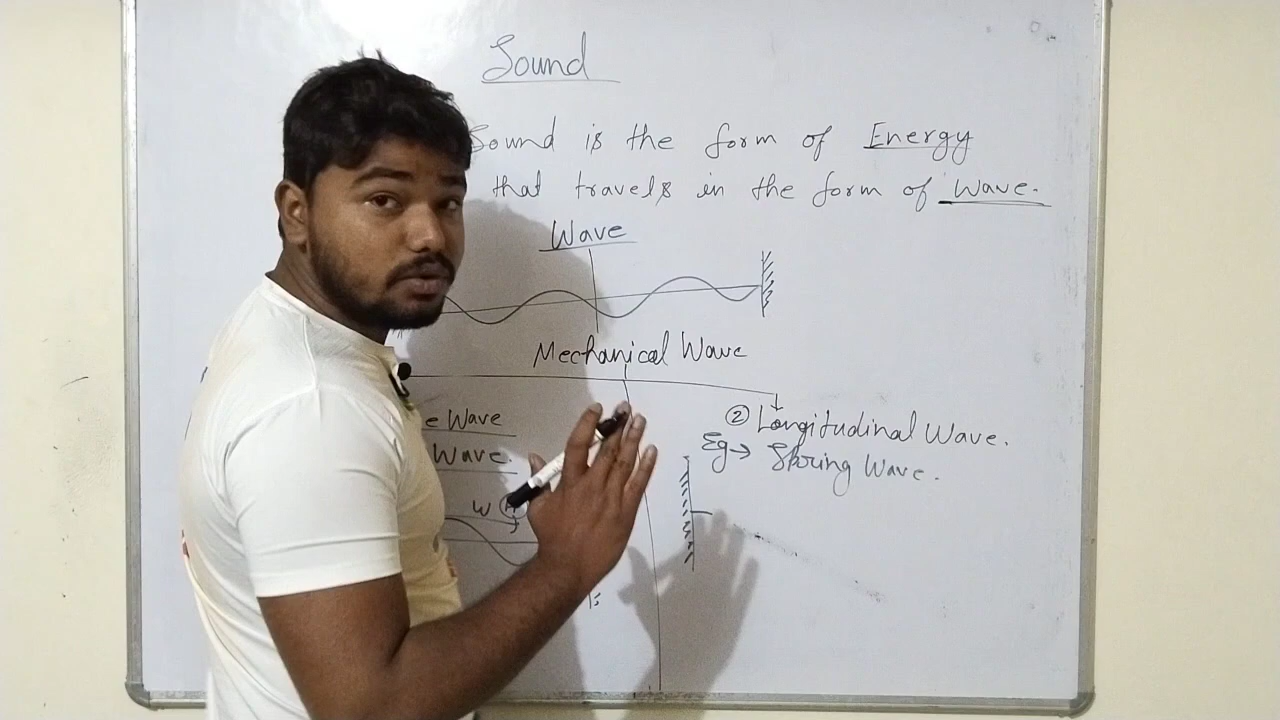 Sound
Sound is the form of Energy
that travels in the form of Wave.
Wave
Mechanical Wave
e Wave
Wave.
W
② Longitudinal Wave.
Eg→ Spring Wave.